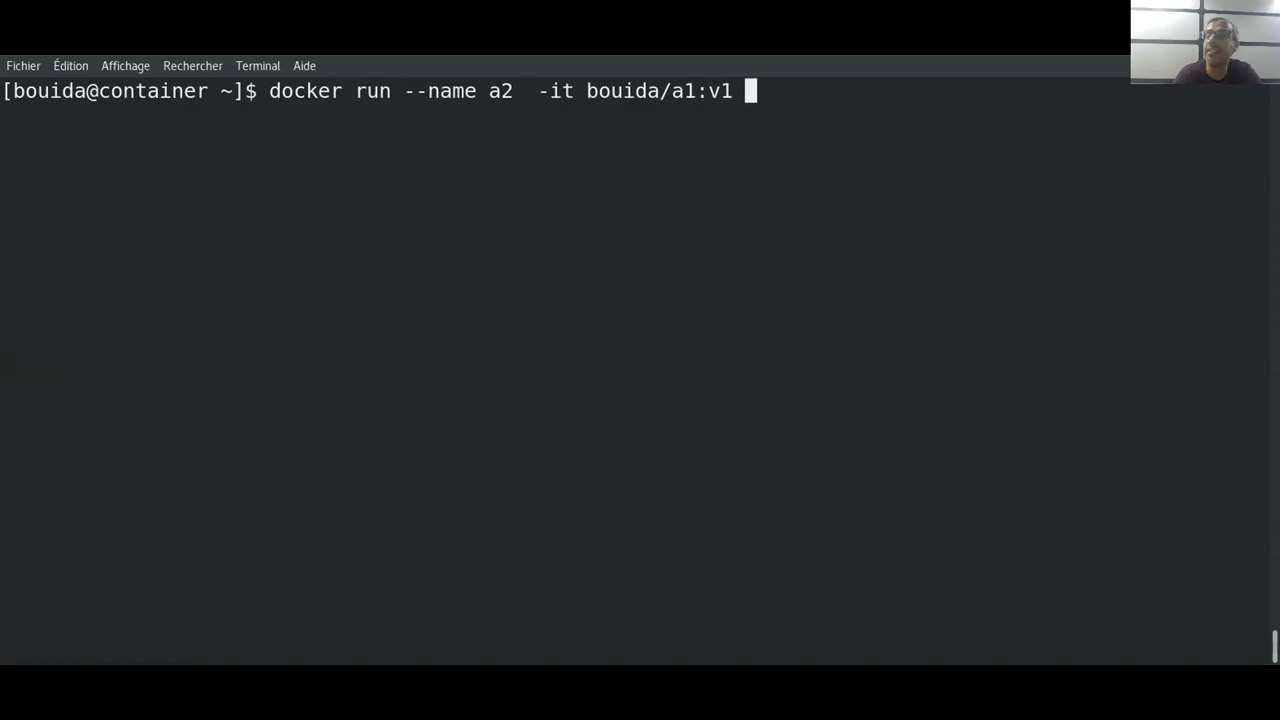 Fichier Édition Affichage Rechercher Terminal Aide
[bouida@container ~]$ docker run --name a2  -it bouida/a1:v1